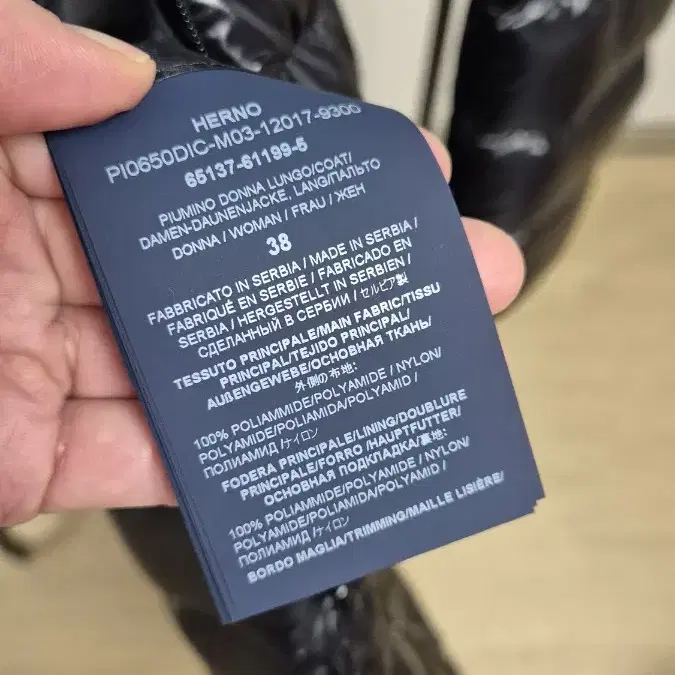 HERNO
PI0650DIC-M03-12017-9300
65137-61199-5
PIUMINO DONNA LUNGO/COAT/
DAMEN-DAUNENJACKE, LANG/ПАЛЬТО
DONNA / WOMAN / FRAU / ЖЕН
38
FABBRICATO IN SERBIA / MADE IN SERBIA /
FABRIQUÉ EN SERBIE / FABRICADO EN
SERBIA / HERGESTELLT IN SERBIEN /
СДЕЛАННЫЙ В СЕРБИИ / セルビア製
TESSUTO PRINCIPALE/MAIN FABRIC/TISSU
PRINCIPAL/TEJIDO PRINCIPAL/
AUßENGEWEBE/ОСНОВНАЯ ТКАНЬ/
外側の布地:
100% POLIAMMIDE/POLYAMIDE / NYLON/
POLYAMIDE/POLIAMIDA/POLYAMID /
ПОЛИАМИД /ナイロン
FODERA PRINCIPALE/LINING/DOUBLURE
PRINCIPALE/FORRO /HAUPTFUTTER/
ОСНОВНАЯ ПОДКЛАДКА/裏地:
100% POLIAMMIDE/POLYAMIDE / NYLON/
POLYAMIDE/POLIAMIDA/POLYAMID /
ПОЛИАМИД /ナイロン
BORDO MAGLIA/TRIMMING/MAILLE LISIÈRE/